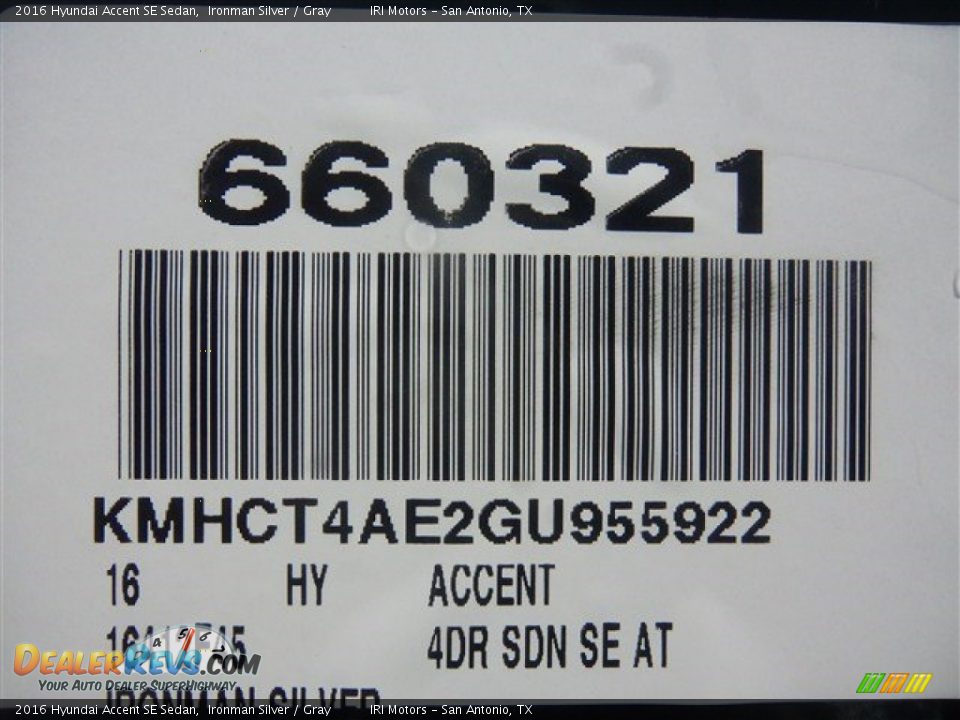 2016 Hyundai Accent SE Sedan, Ironman Silver / Gray IRI Motors - San Antonio, TX
660321
KMHCT4AE2GU955922
16 HY ACCENT
4DR SDN SE AT
DealerRevs.com
Your Auto Dealer SuperHighway
IRONMAN SILVER
2016 Hyundai Accent SE Sedan, Ironman Silver / Gray IRI Motors - San Antonio, TX